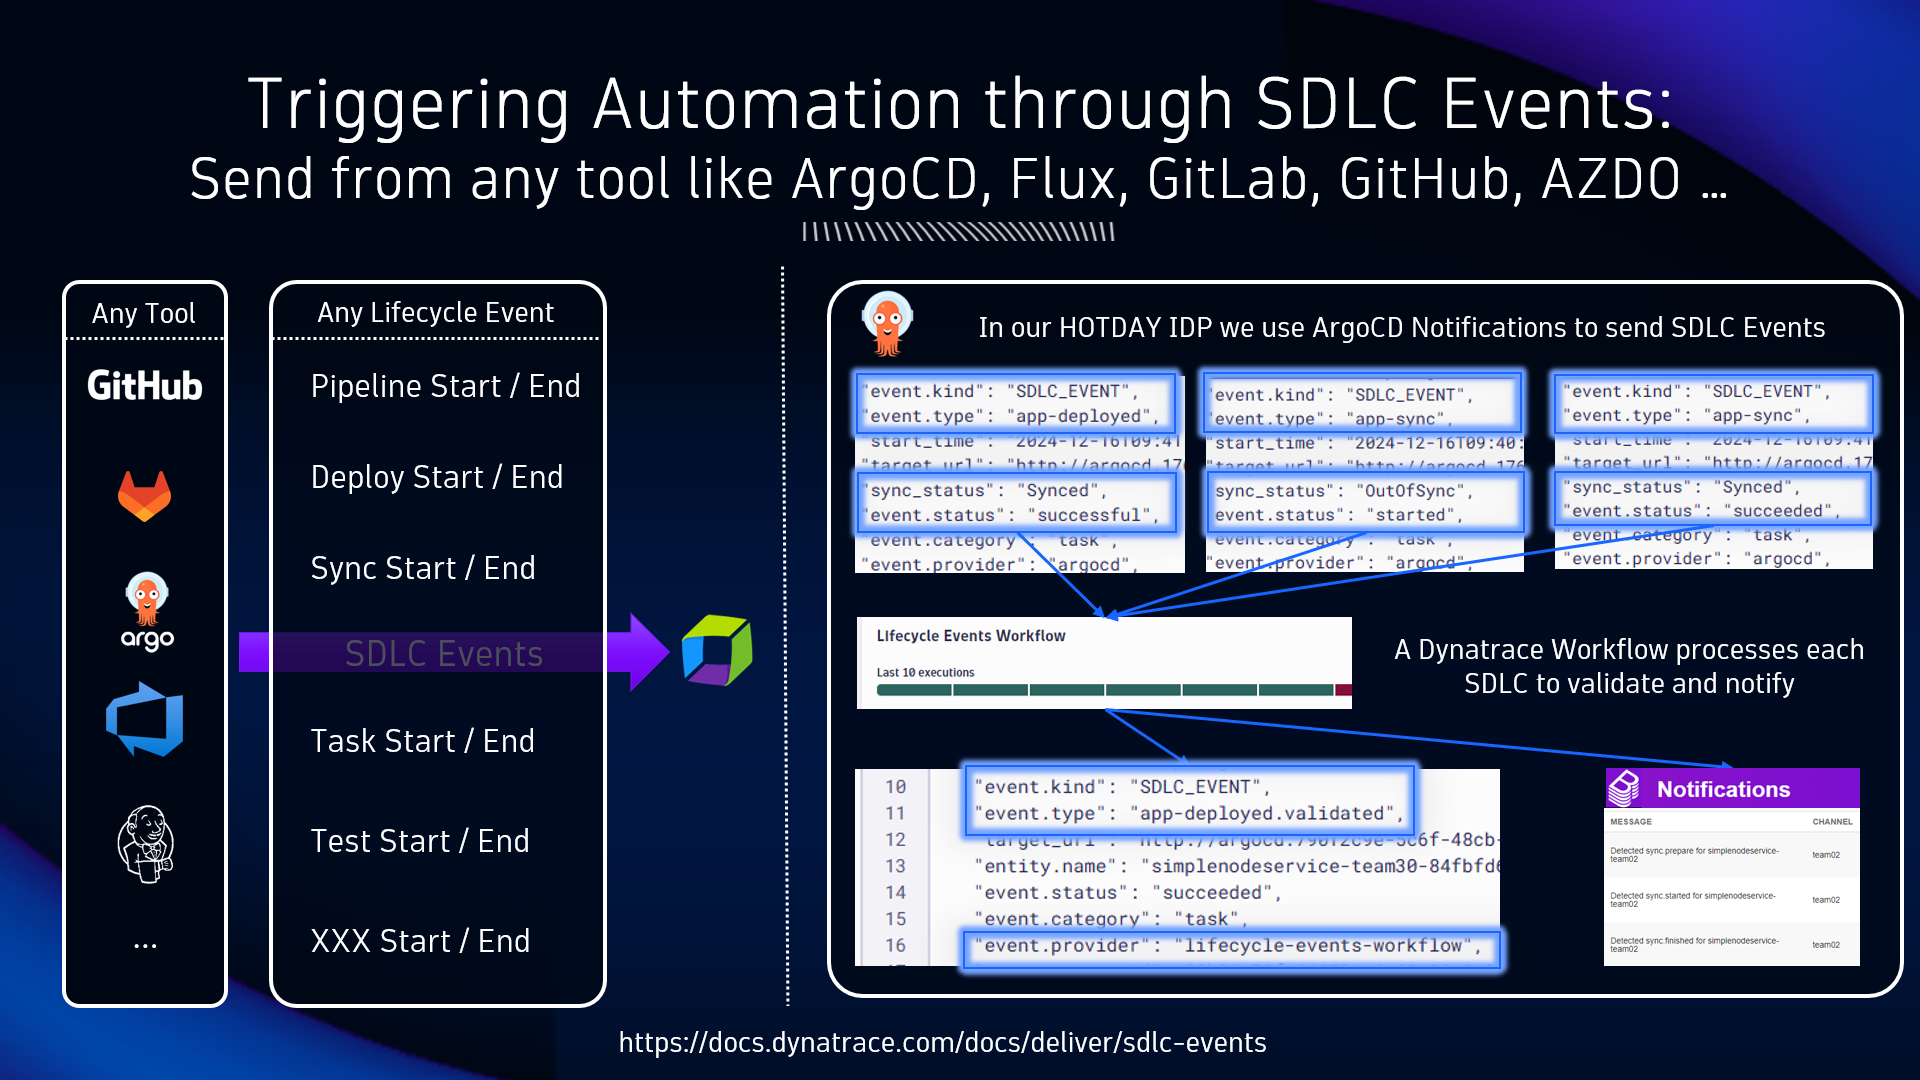 Triggering Automation through SDLC Events:
Send from any tool like ArgoCD, Flux, GitLab, GitHub, AZDO ...
Any Tool
GitHub
argo
...
Any Lifecycle Event
Pipeline Start / End
Deploy Start / End
Sync Start / End
SDLC Events
Task Start / End
Test Start / End
XXX Start / End
In our HOTDAY IDP we use ArgoCD Notifications to send SDLC Events
"event.kind": "SDLC_EVENT",
"event.type": "app-deployed",
start_time": "2024-12-16T09:41
"target_url": "http://argocd.
"sync_status": "Synced",
"event.status": "successful",
"event.category": "task",
"event.provider": "argocd",
"event.kind": "SDLC_EVENT",
"event.type": "app-sync",
"start_time": "2024-12-16T09:40:
"target_url": "http://argocd.
sync_status": "OutOfSync",
event.status": "started",
"event.category": "task",
"event.provider": "argocd",
"event.kind": "SDLC_EVENT",
"event.type": "app-sync",
"start_time": "2024-12-16T09:41
"target_url": "http://argocd.17
"sync_status": "Synced",
"event.status": "succeeded",
"event.category": "task",
"event.provider": "argocd",
LIfecycle Events Workflow
Last 10 executions
A Dynatrace Workflow processes each
SDLC to validate and notify
10 "event.kind": "SDLC_EVENT",
11 "event.type": "app-deployed.validated",
12 "target_url": "http://argocd.
13 "entity.name": "simplenodeservice-team30-84fbfd6
14 "event.status": "succeeded",
15 "event.category": "task",
16 "event.provider": "lifecycle-events-workflow",
Notifications
MESSAGE CHANNEL
Detected sync.prepare for simplenodeservice-
team02 team02
Detected sync.started for simplenodeservice-
team02 team02
Detected sync.finished for simplenodeservice-
team02 team02
https://docs.dynatrace.com/docs/deliver/sdlc-events